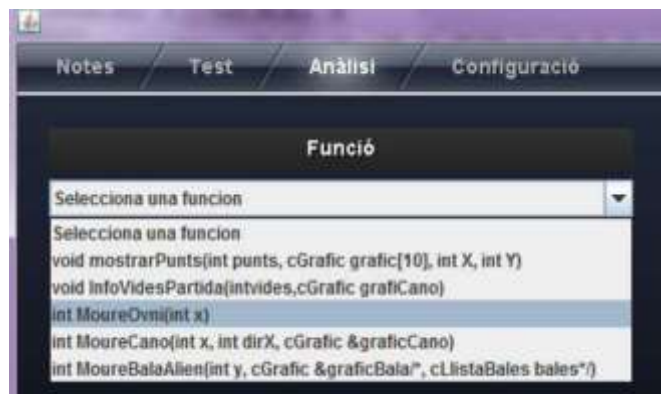 Notes Test Anàlisi Configuració
Funció
Selecciona una funcion
Selecciona una funcion
void mostrarPunts(int punts, cGrafic grafic[10], int X, int Y)
void InfoVidesPartida(intvides,cGrafic grafiCano)
int MoureOvni(int x)
int MoureCano(int x, int dirX, cGrafic &graficCano)
int MoureBalaAlien(int y, cGrafic &graficBala/*, cLlistaBales bales*/)